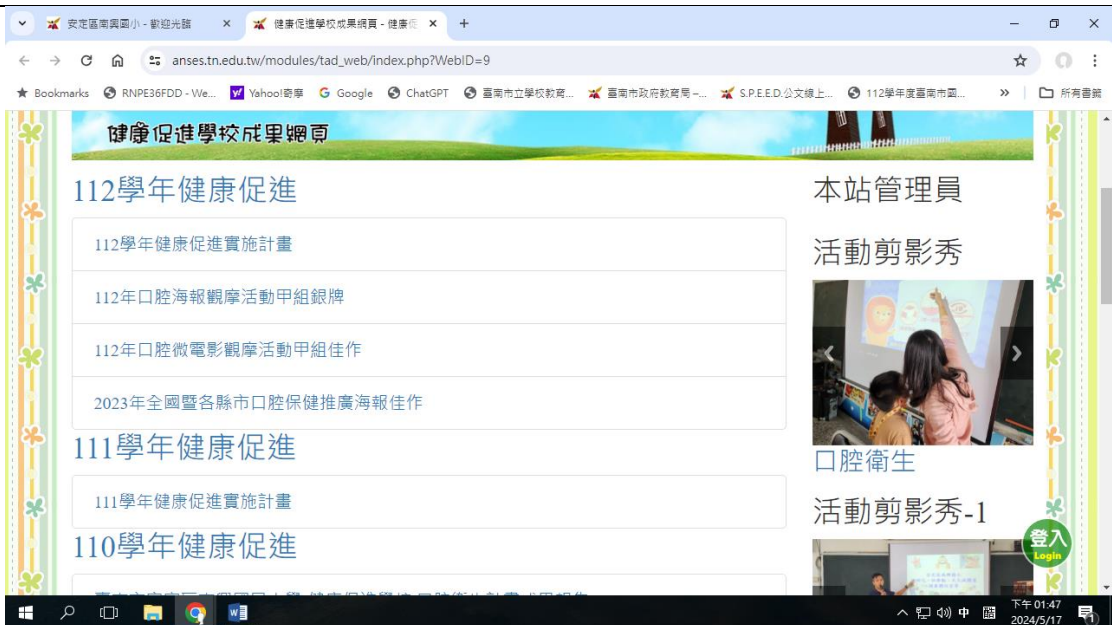 安定區南興國小 - 歡迎光臨
健康促進學校成果網頁 - 健康促
anses.tn.edu.tw/modules/tad_web/index.php?WebID=9
Bookmarks
RNPE36FDD - We...
Yahoo!奇摩
Google
ChatGPT
臺南市立學校教育...
臺南市政府教育局 –...
S.P.E.E.D.公文線上...
112學年度臺南市國...
所有書籤
健康促進學校成果網頁
112學年健康促進
112學年健康促進實施計畫
112年口腔海報觀摩活動甲組銀牌
112年口腔微電影觀摩活動甲組佳作
2023年全國暨各縣市口腔保健推廣海報佳作
111學年健康促進
111學年健康促進實施計畫
110學年健康促進
本站管理員
活動剪影秀
口腔衛生
活動剪影秀-1
登入
Login
中
下午 01:47
2024/5/17